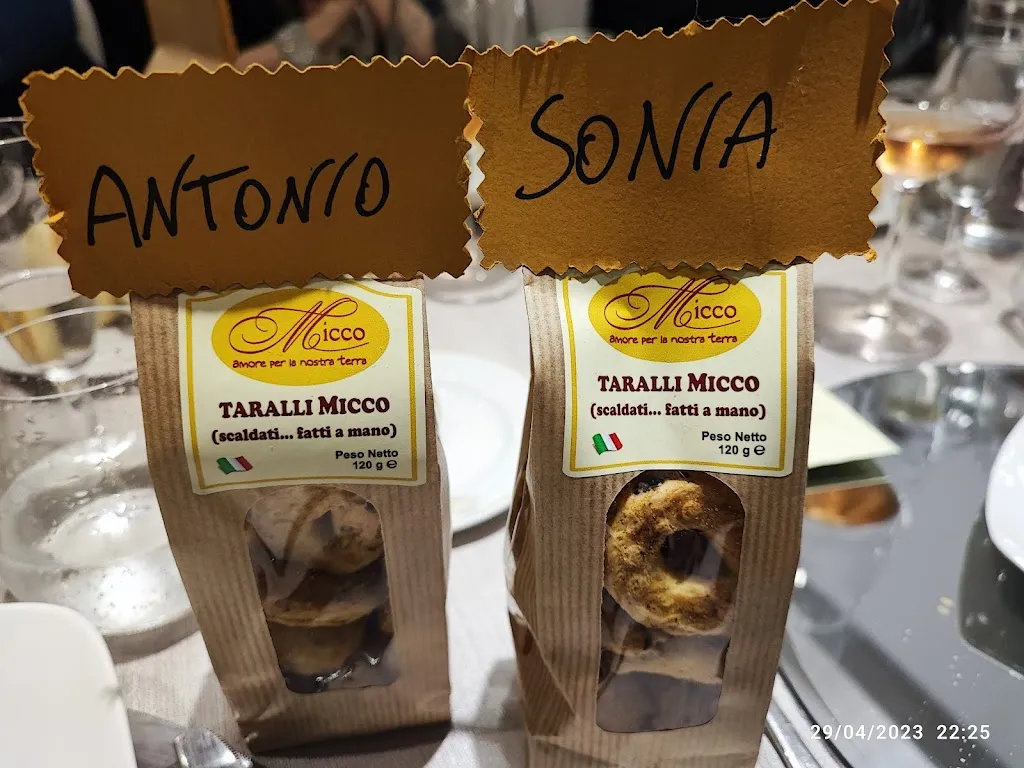 ANTONIO
SONIA
Micco
amore per la nostra terra
TARALLI MICCO
(scaldati... fatti a mano)
Peso Netto
120 g ℮
Micco
amore per la nostra terra
TARALLI MICCO
(scaldati... fatti a mano)
Peso Netto
120 g ℮
29/04/2023 22:25